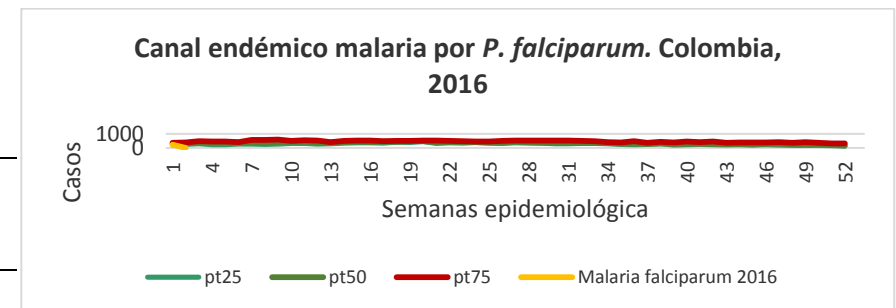 Canal endémico malaria por P. falciparum. Colombia,
2016
1000
0
Casos
1 4 7 10 13 16 19 22 25 28 31 34 37 40 43 46 49 52
Semanas epidemiológica
pt25 pt50 pt75 Malaria falciparum 2016